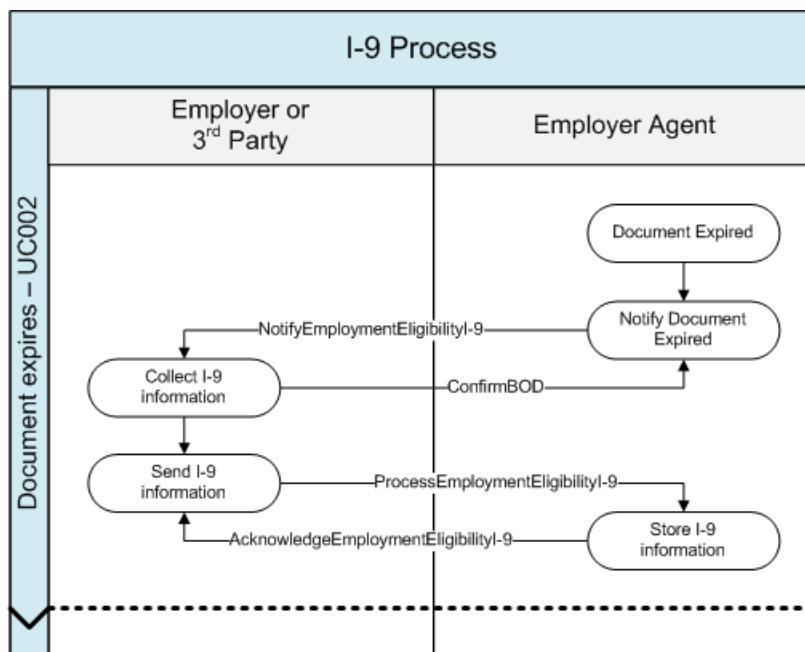 I-9 Process
Employer or
3rd Party
Employer Agent
Document expires – UC002
Document Expired
Notify Document
Expired
NotifyEmploymentEligibilityI-9
Collect I-9
information
ConfirmBOD
Send I-9
information
ProcessEmploymentEligibilityI-9
AcknowledgeEmploymentEligibilityI-9
Store I-9
information